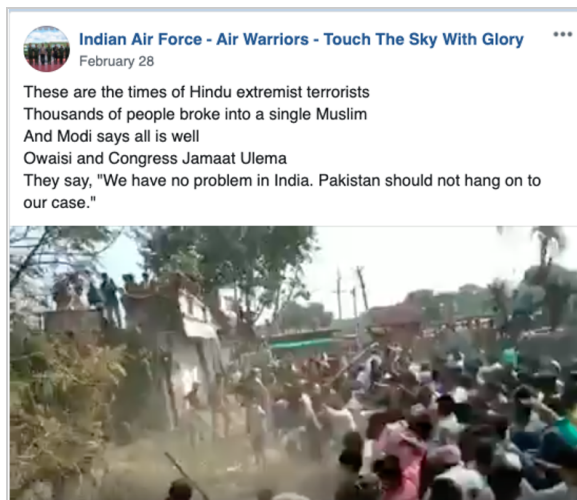 Indian Air Force - Air Warriors - Touch The Sky With Glory
February 28
These are the times of Hindu extremist terrorists
Thousands of people broke into a single Muslim
And Modi says all is well
Owaisi and Congress Jamaat Ulema
They say, "We have no problem in India. Pakistan should not hang on to
our case."